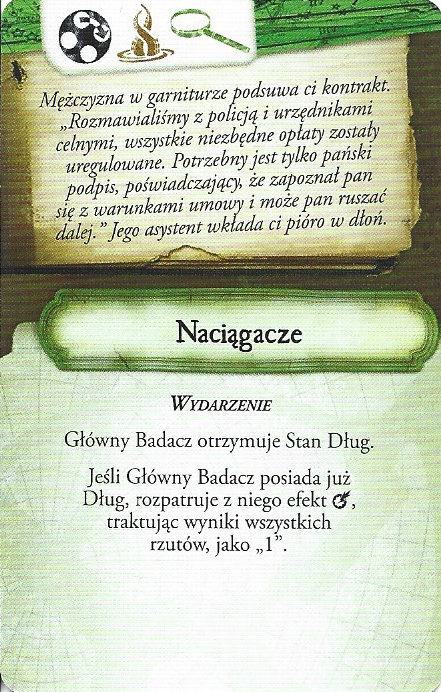 Mężczyzna w garniturze podsuwa ci kontrakt.
„Rozmawialiśmy z policją i urzędnikami
celnymi, wszystkie niezbędne opłaty zostały
uregulowane. Potrzebny jest tylko pański
podpis, poświadczający, że zapoznał pan
się z warunkami umowy i może pan ruszać
dalej.” Jego asystent wkłada ci pióro w dłoń.
Naciągacze
WYDARZENIE
Główny Badacz otrzymuje Stan Dług.
Jeśli Główny Badacz posiada już
Dług, rozpatruje z niego efekt ,
traktując wyniki wszystkich
rzutów, jako „1”.